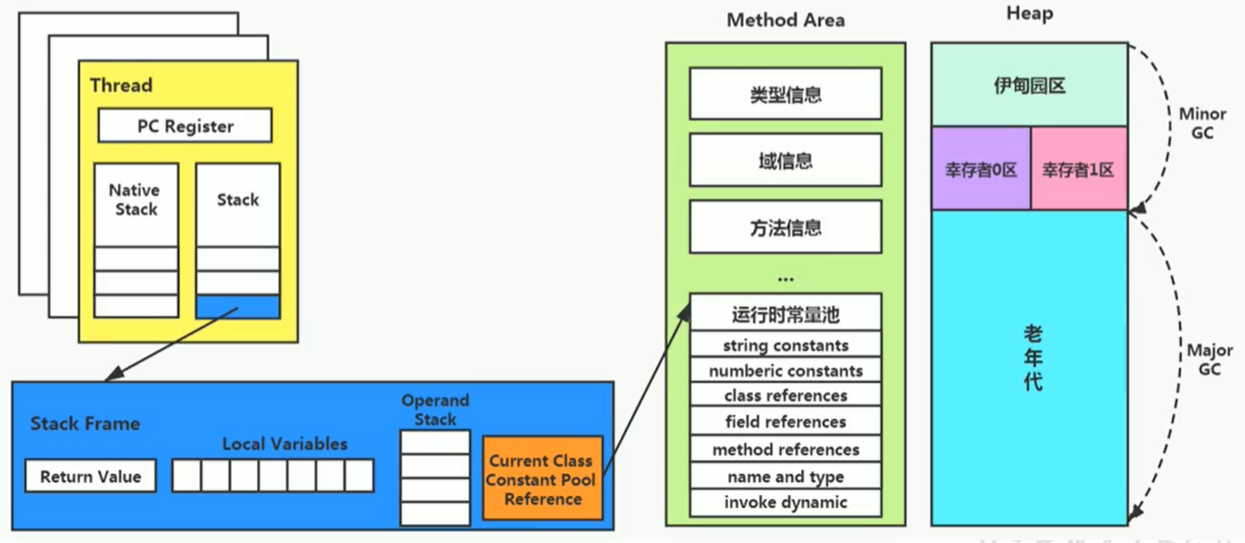 Thread
PC Register
Native
Stack
Stack
Stack Frame
Return Value
Local Variables
Operand
Stack
Current Class
Constant Pool
Reference
Method Area
类型信息
域信息
方法信息
...
运行时常量池
string constants
numberic constants
class references
field references
method references
name and type
invoke dynamic
Heap
伊甸园区
幸存者0区
幸存者1区
老
年
代
Minor
GC
Major
GC